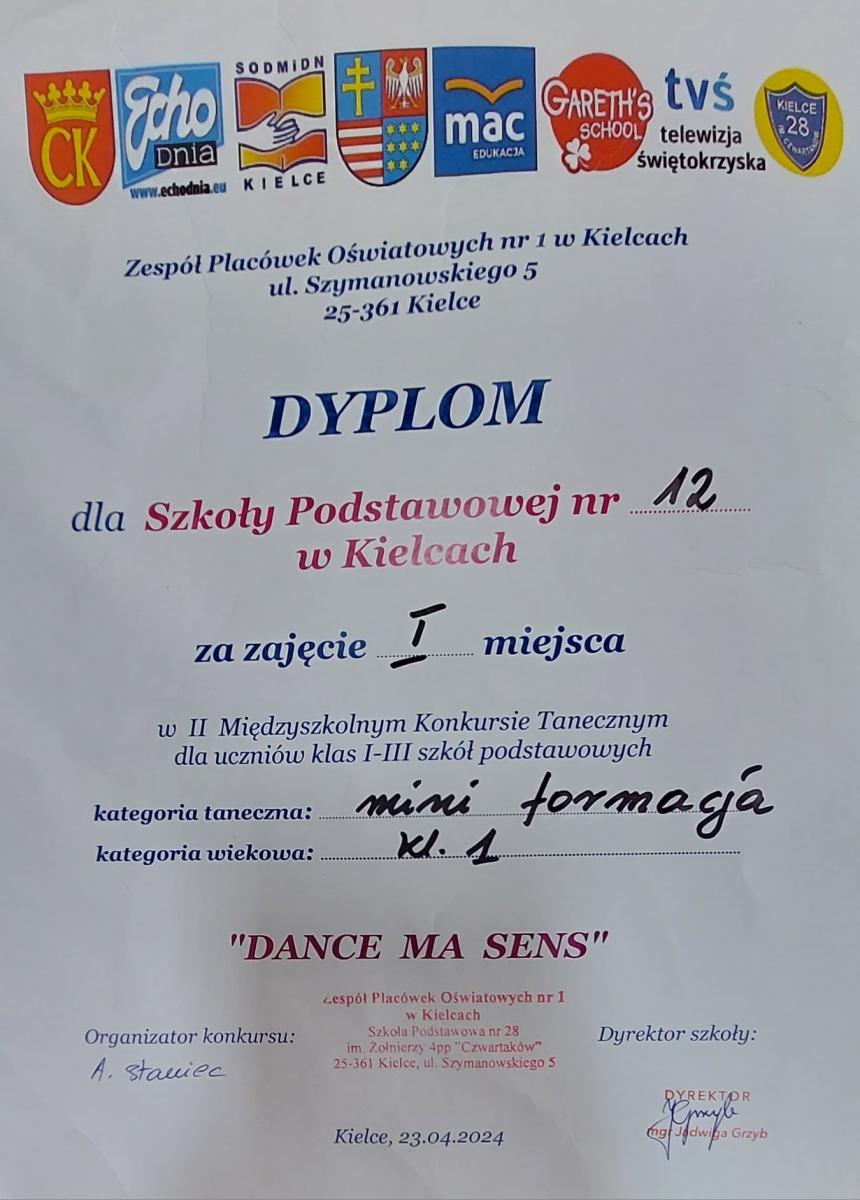 CK
Echo
Dnia
www.echodnia.eu
SODMiDN
KIELCE
mac
EDUKACJA
GARETH'S
SCHOOL
tvś
telewizja
świętokrzyska
KIELCE
28
IM. CZWARTAKÓW
Zespół Placówek Oświatowych nr 1 w Kielcach
ul. Szymanowskiego 5
25-361 Kielce
DYPLOM
dla Szkoły Podstawowej nr 12
w Kielcach
za zajęcie I miejsca
w II Międzyszkolnym Konkursie Tanecznym
dla uczniów klas I-III szkół podstawowych
kategoria taneczna: mini formacja
kategoria wiekowa: kl. 1
"DANCE MA SENS"
Zespół Placówek Oświatowych nr 1
w Kielcach
Szkoła Podstawowa nr 28
im. Żołnierzy 4pp "Czwartaków"
25-361 Kielce, ul. Szymanowskiego 5
Organizator konkursu:
A. Staniec
Dyrektor szkoły:
DYREKTOR
JGrzyb
mgr Jadwiga Grzyb
Kielce, 23.04.2024